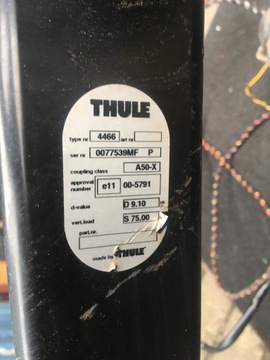 THULE
type nr 4466 art nr
ser nr 0077539MF P
coupling class A50-X
approval number e11 00-5791
d-value D 9.10
vert.load S 75.00
part.nr.
made by THULE